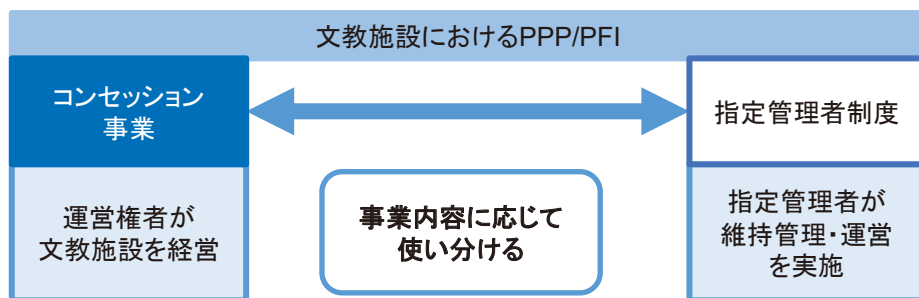 文教施設におけるPPP/PFI
コンセッション
事業
指定管理者制度
運営権者が
文教施設を経営
事業内容に応じて
使い分ける
指定管理者が
維持管理・運営
を実施